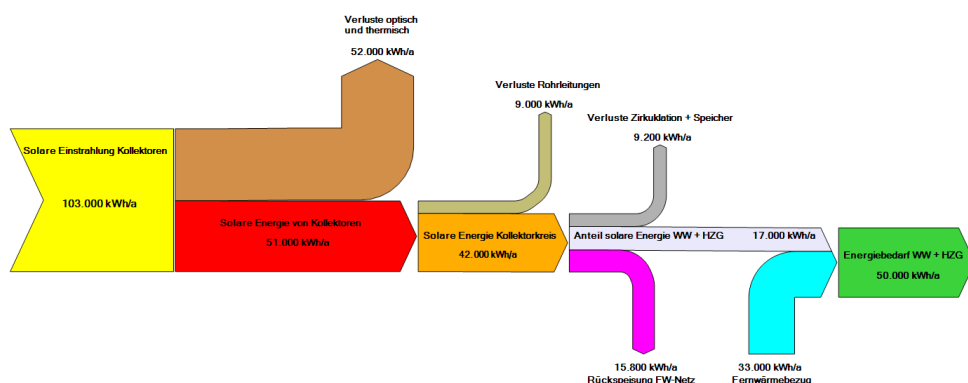 Verluste optisch
und thermisch
52.000 kWh/a
Verluste Rohrleitungen
9.000 kWh/a
Verluste Zirkuklation + Speicher
9.200 kWh/a
Solare Einstrahlung Kollektoren
103.000 kWh/a
Solare Energie von Kollektoren
51.000 kWh/a
Solare Energie Kollektorkreis
42.000 kWh/a
Anteil solare Energie WW + HZG 17.000 kWh/a
Energiebedarf WW + HZG
50.000 kWh/a
15.800 kWh/a
Rückspeisung FW-Netz
33.000 kWh/a
Fernwärmebezug